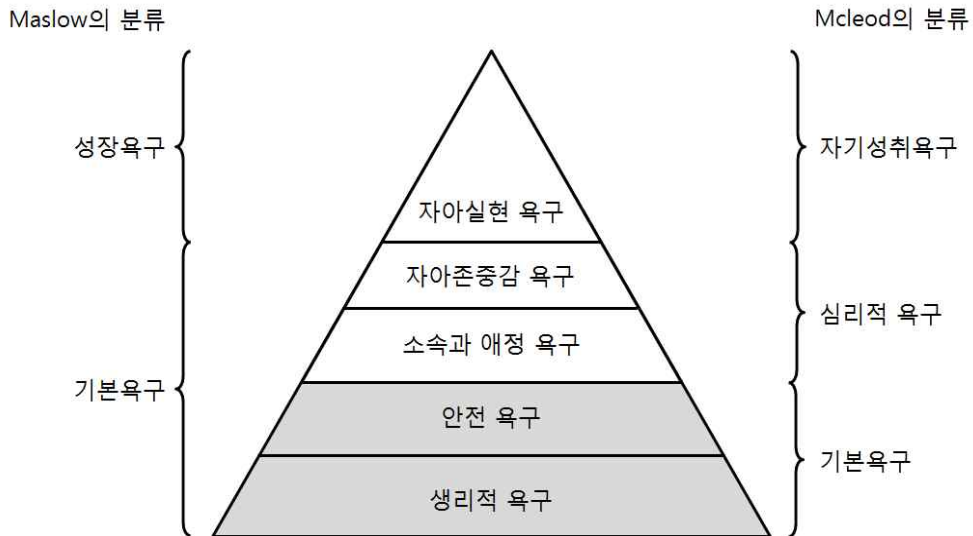 Maslow의 분류
Mcleod의 분류
성장욕구
자기성취욕구
자아실현 욕구
자아존중감 욕구
심리적 욕구
소속과 애정 욕구
기본욕구
안전 욕구
기본욕구
생리적 욕구